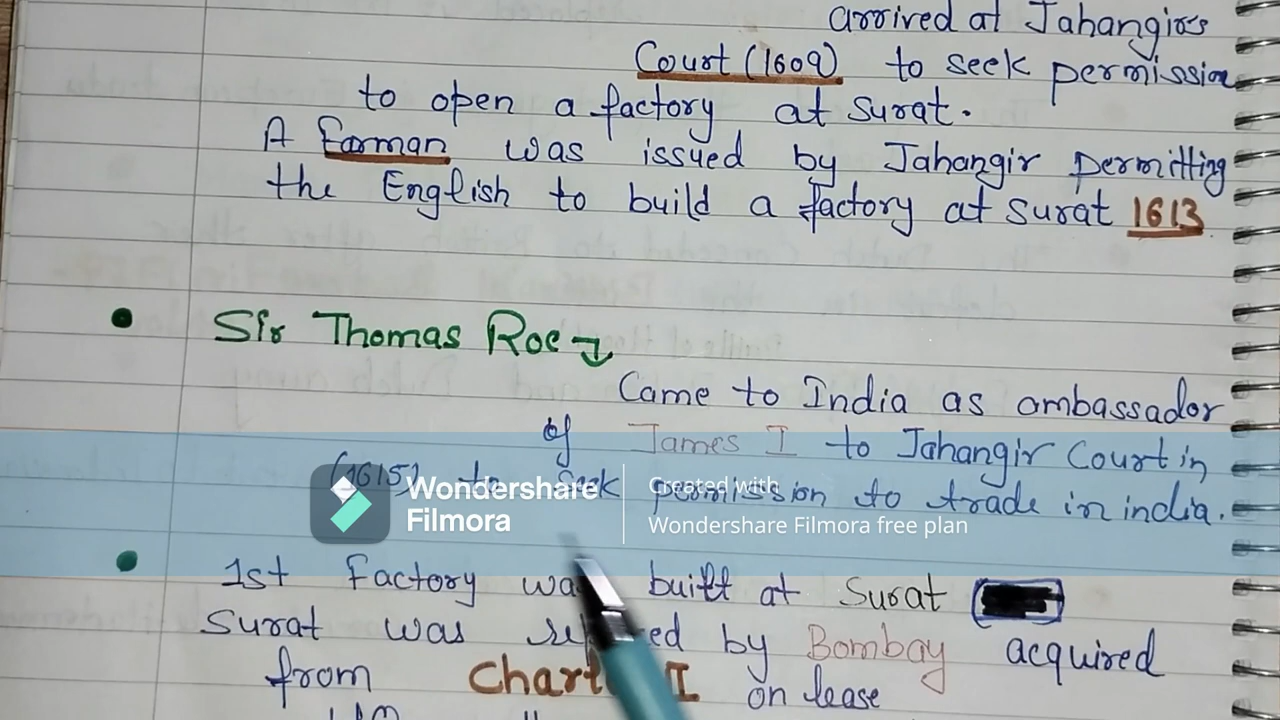 arrived at Jahangir's
Court (1609) to seek permission
to open a factory at Surat.
A Farman was issued by Jahangir permitting
the English to build a factory at Surat 1613
Sir Thomas Roe
Came to India as ambassador
of James I to Jahangir Court in
(1615) to Seek permission to trade in india.
Wondershare
Filmora
Created with
Wondershare Filmora free plan
1st Factory was built at Surat
Surat was by Bombay acquired
from II on lease